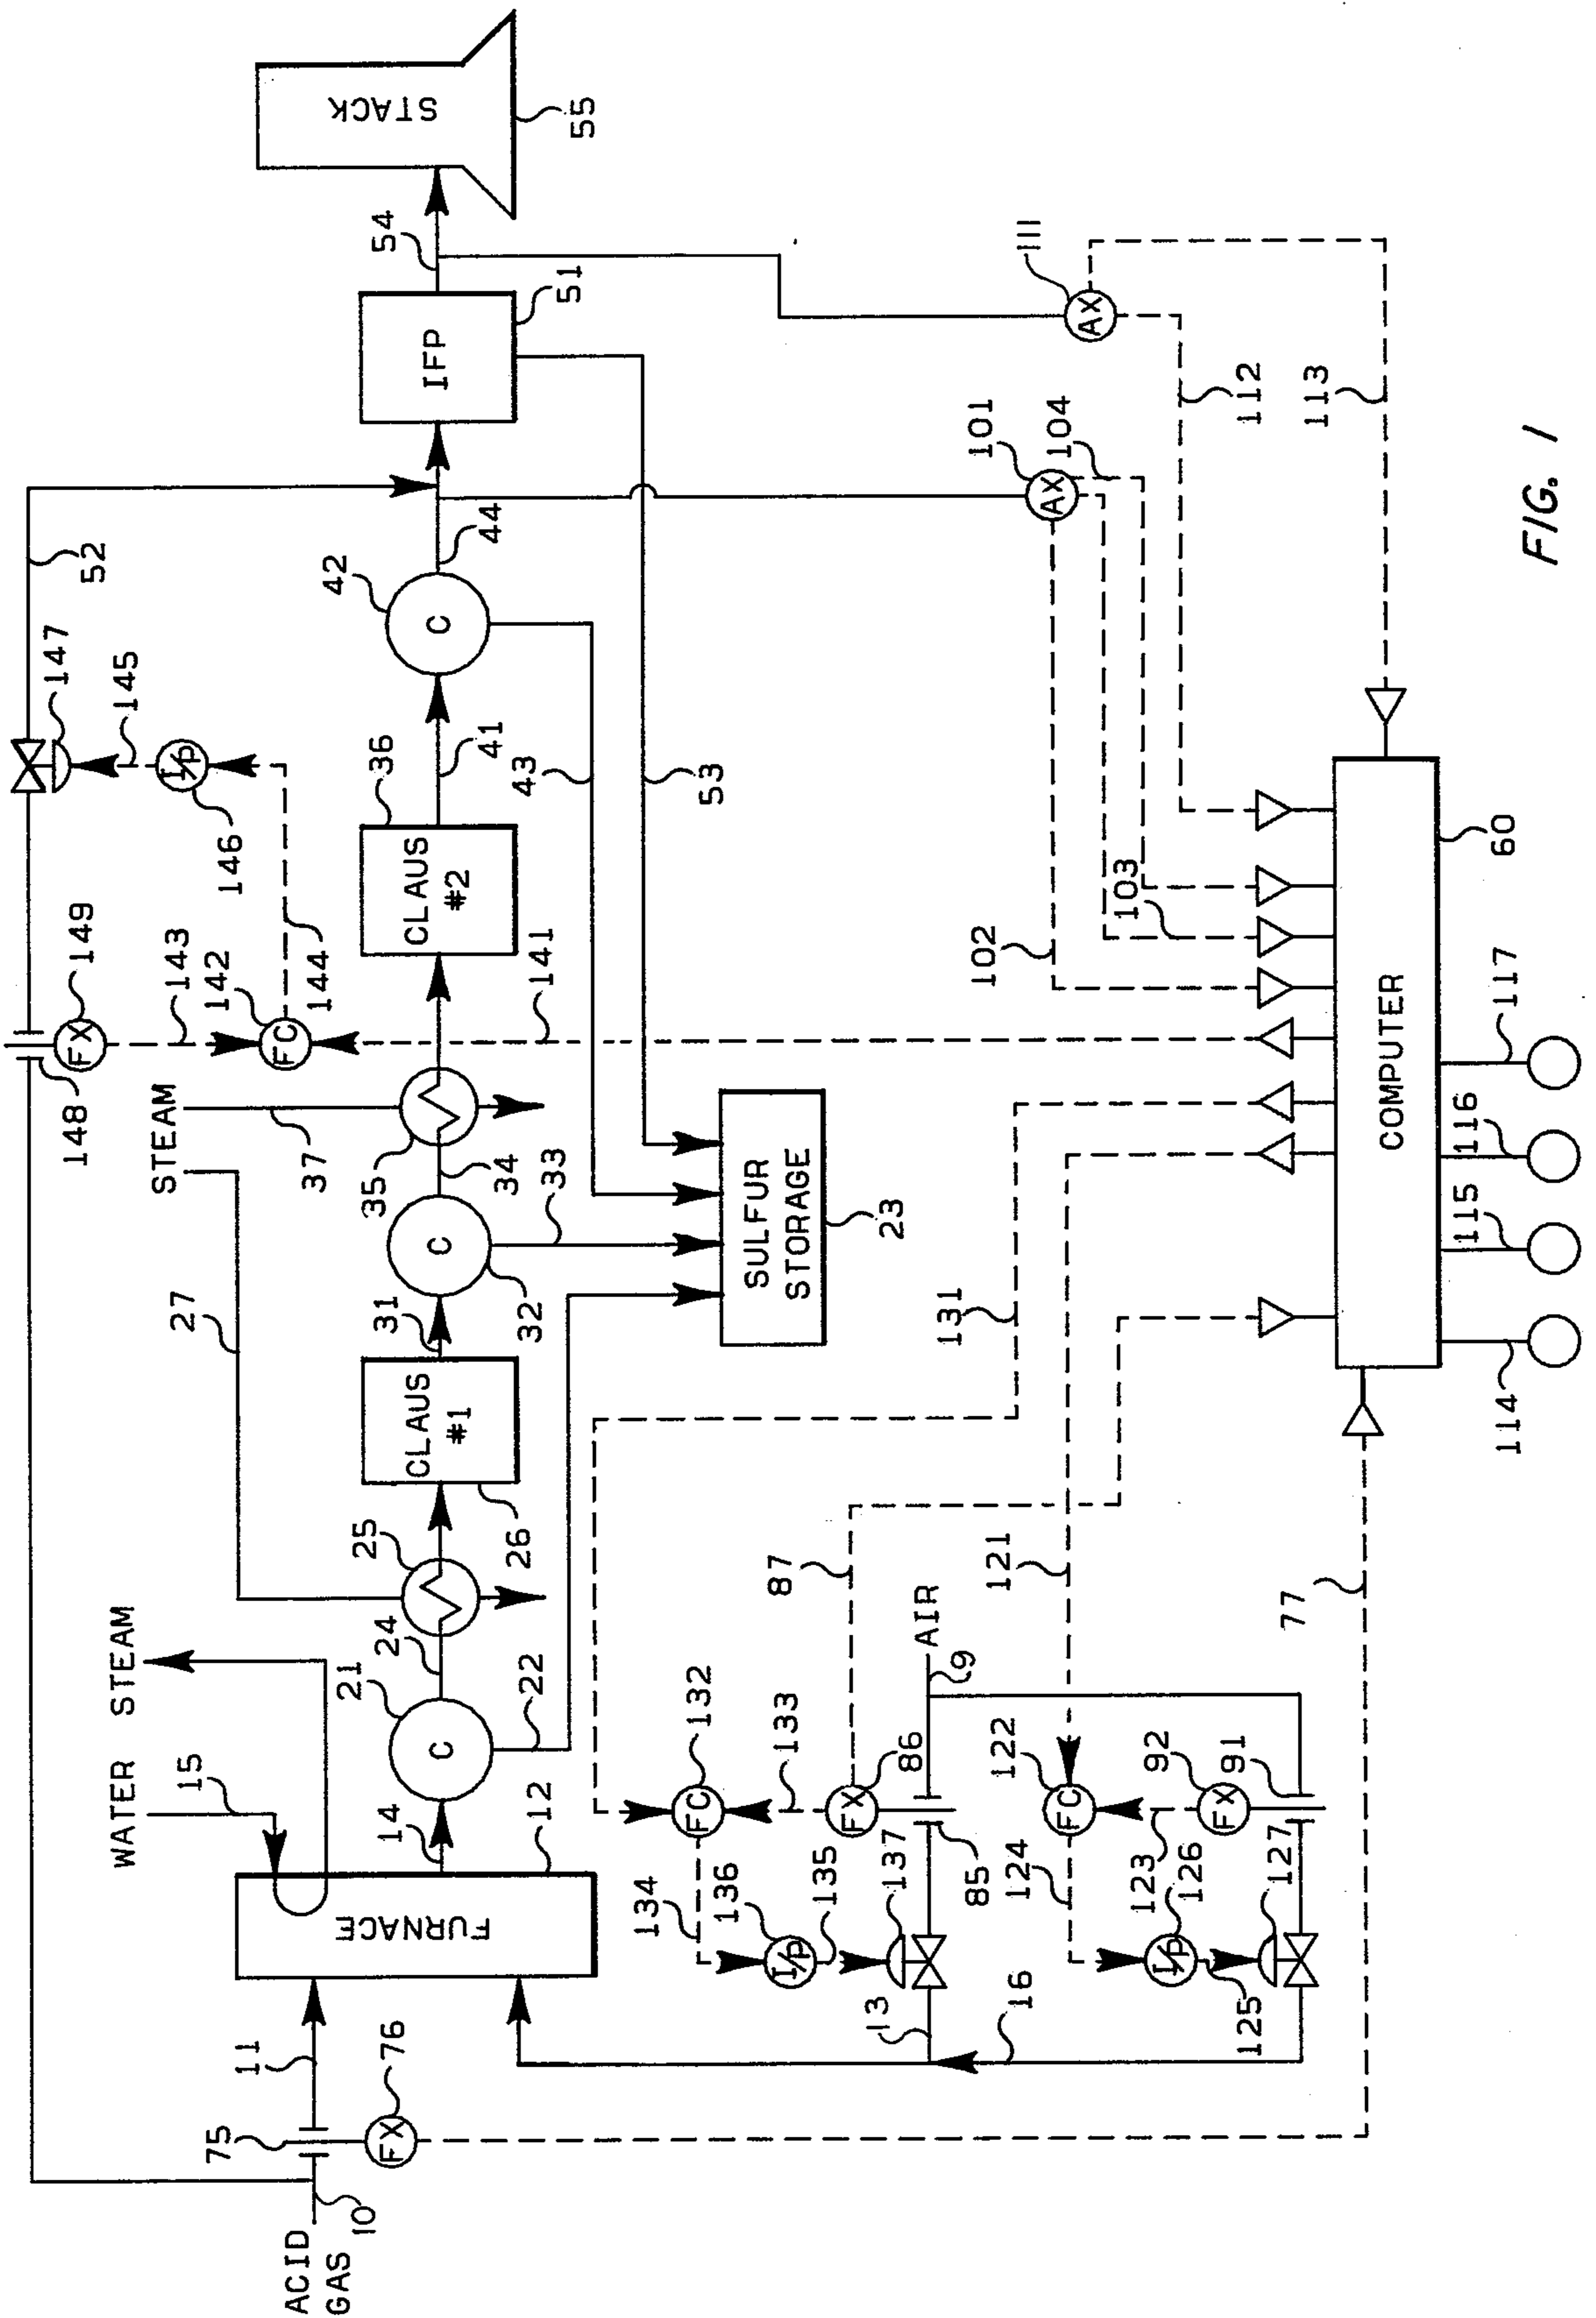 52
147
145
146
144
149
143
142
148
STEAM
37
27
WATER
STEAM
15
ACID
GAS
10
75
11
76
FX
FX
FC
I/P
FURNACE
12
14
C
21
22
24
25
CLAUS
#1
26
31
C
32
33
34
35
CLAUS
#2
36
41
C
42
43
44
IFP
51
53
54
STACK
55
SULFUR
STORAGE
23
141
131
132
FC
133
134
136
I/P
135
137
FX
86
85
87
AIR
9
13
16
121
122
FC
123
124
126
I/P
125
127
FX
92
91
77
101
AX
102
103
104
111
AX
112
113
COMPUTER
60
114
115
116
117
FIG. 1